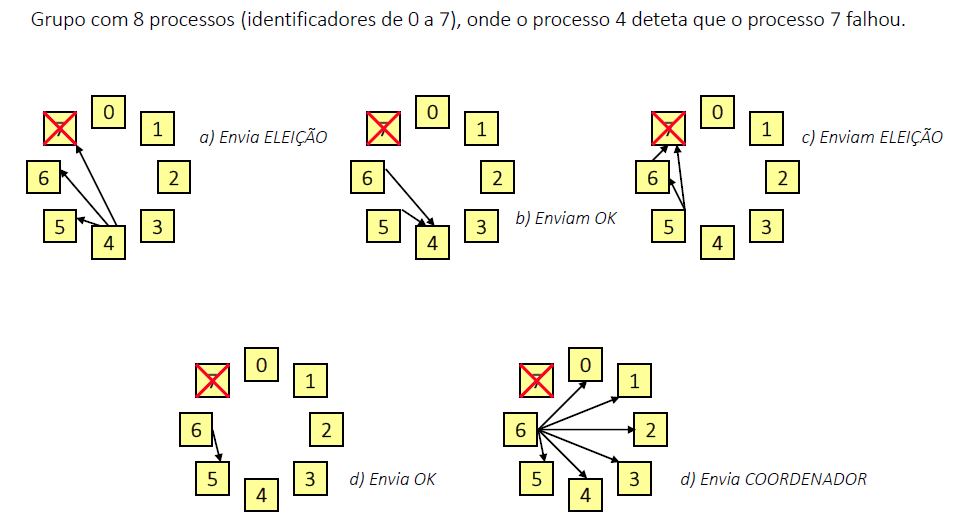 Grupo com 8 processos (identificadores de 0 a 7), onde o processo 4 deteta que o processo 7 falhou.
7 0 1 2 3 4 5 6
a) Envia ELEIÇÃO
7 0 1 2 3 4 5 6
b) Enviam OK
7 0 1 2 3 4 5 6
c) Enviam ELEIÇÃO
7 0 1 2 3 4 5 6
d) Envia OK
7 0 1 2 3 4 5 6
d) Envia COORDENADOR